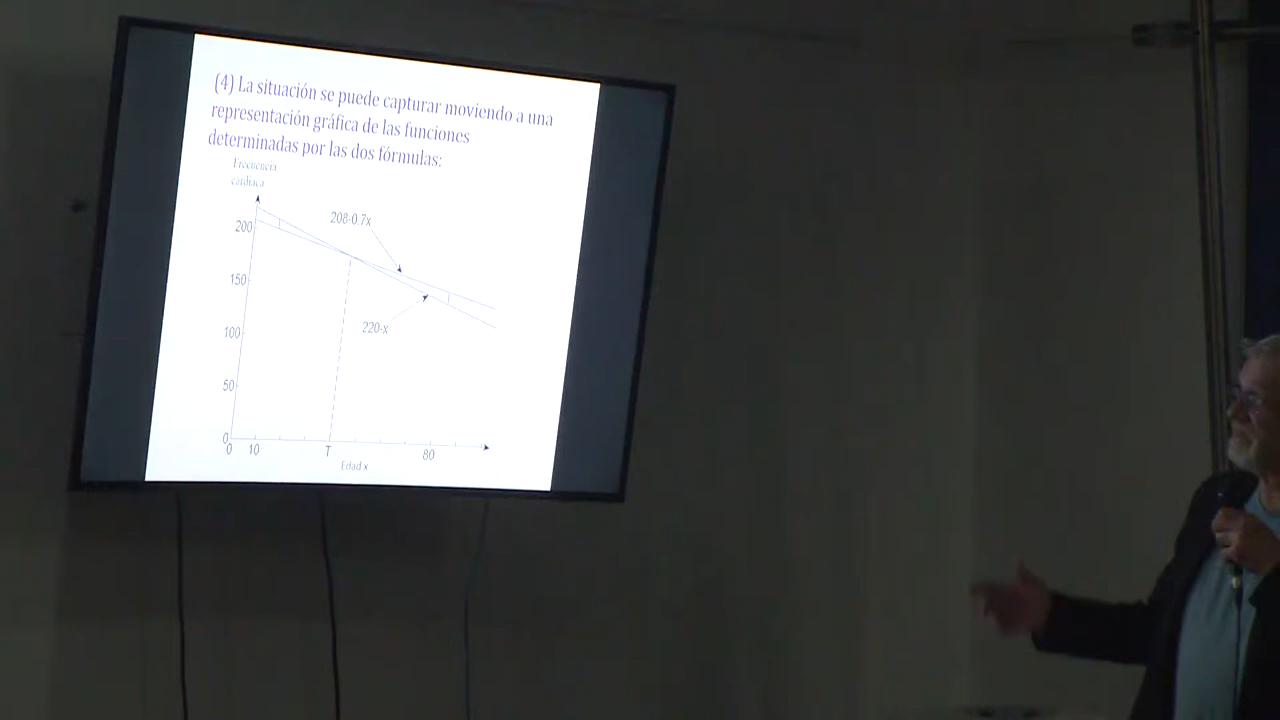 (4) La situación se puede capturar moviendo a una
representación gráfica de las funciones
determinadas por las dos fórmulas:
Frecuencia
cardíaca
200
208-0.7x
150
220-x
100
50
0
0 10 T 80
Edad x